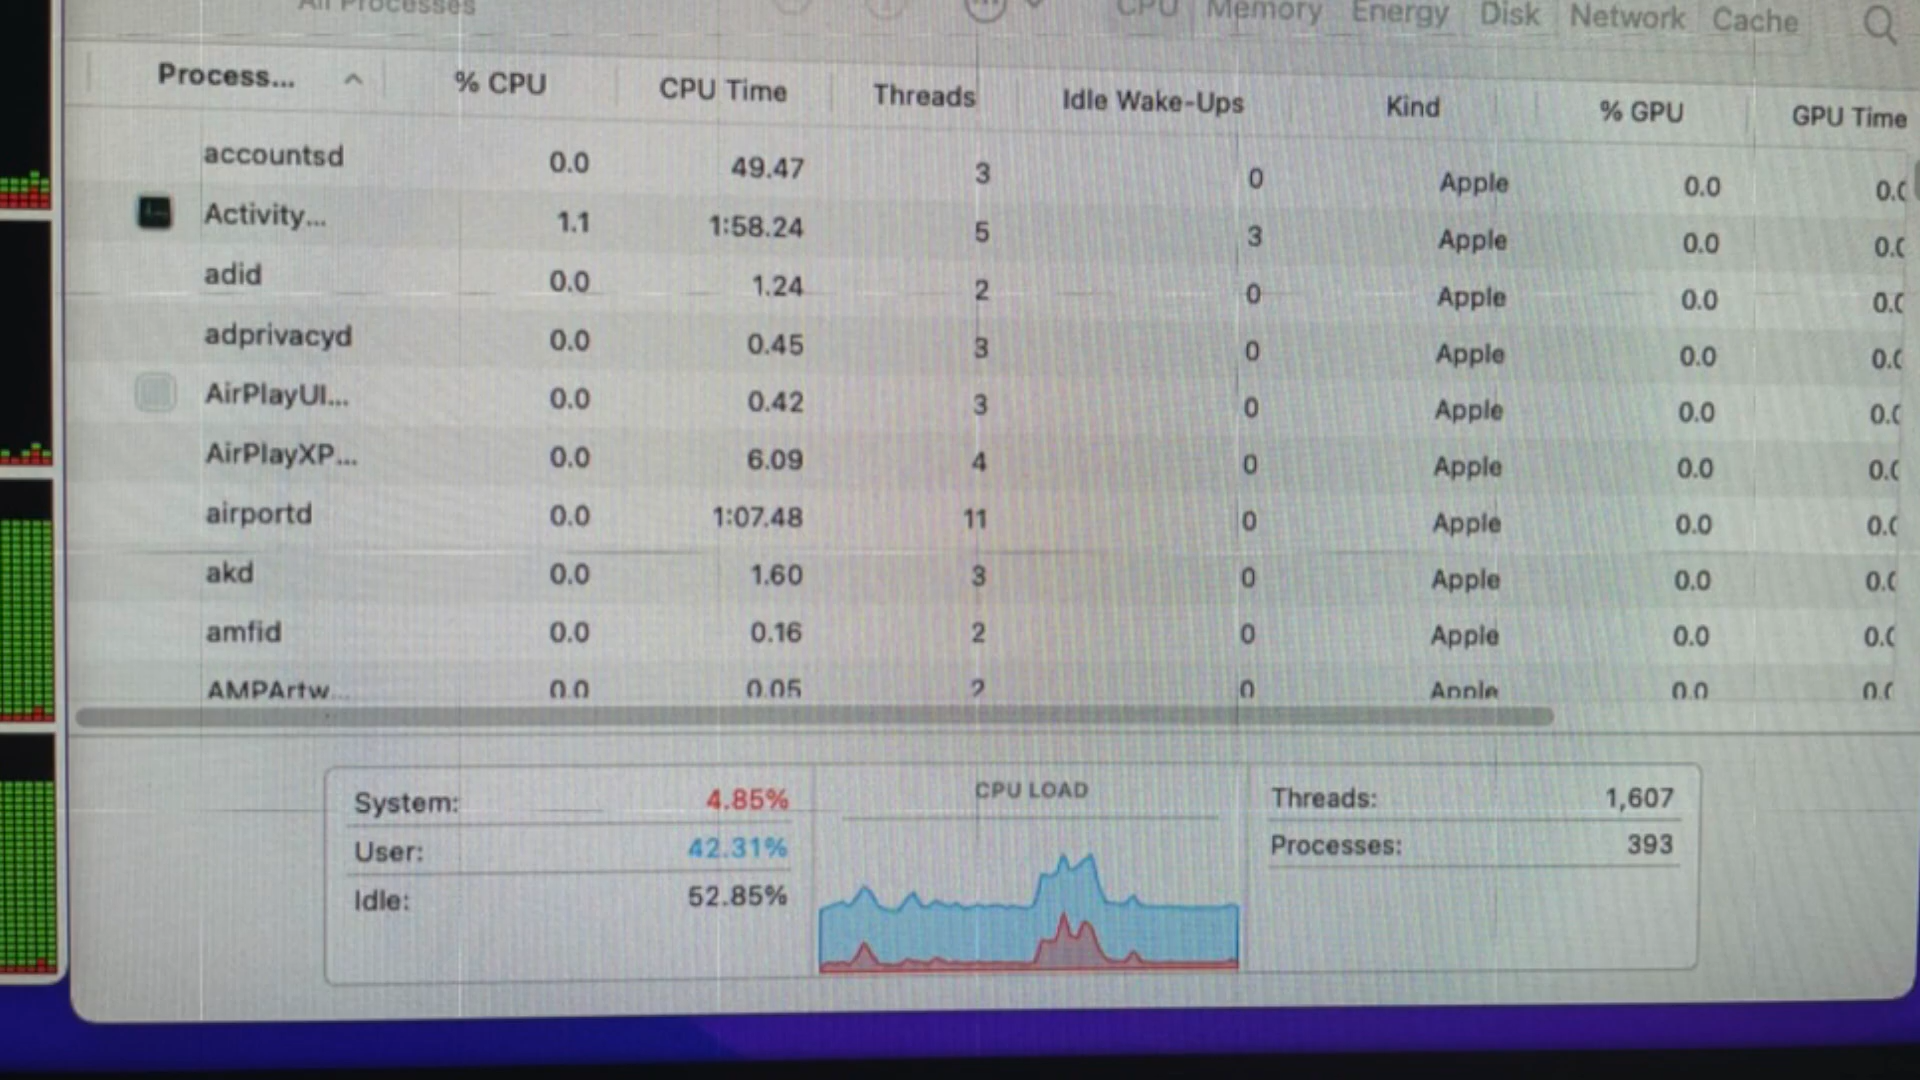 All Processes CPU Memory Energy Disk Network Cache
Process... % CPU CPU Time Threads Idle Wake-Ups Kind % GPU GPU Time
accountsd 0.0 49.47 3 0 Apple 0.0
Activity... 1.1 1:58.24 5 3 Apple 0.0
adid 0.0 1.24 2 0 Apple 0.0
adprivacyd 0.0 0.45 3 0 Apple 0.0
AirPlayUI... 0.0 0.42 3 0 Apple 0.0
AirPlayXP... 0.0 6.09 4 0 Apple 0.0
airportd 0.0 1:07.48 11 0 Apple 0.0
akd 0.0 1.60 3 0 Apple 0.0
amfid 0.0 0.16 2 0 Apple 0.0
AMPArtw... 0.0 0.05 2 0 Apple 0.0
System: 4.85% CPU LOAD Threads: 1,607
User: 42.31% Processes: 393
Idle: 52.85%